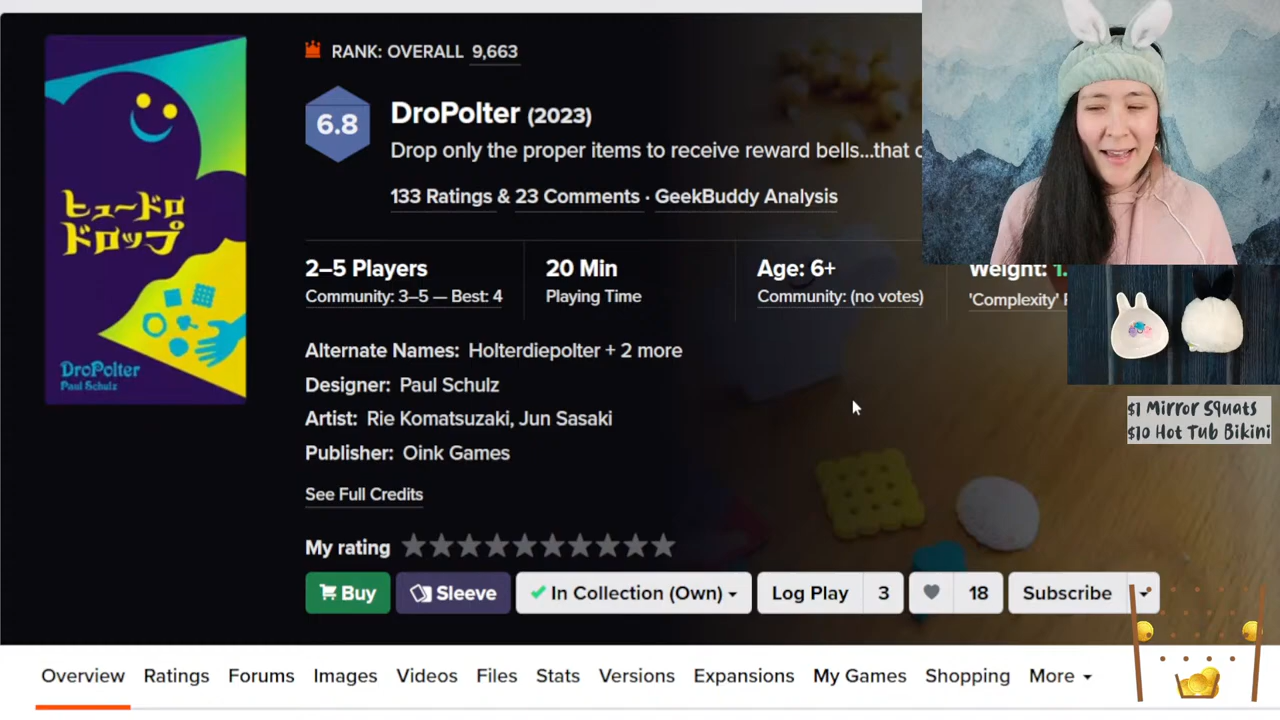 RANK: OVERALL 9,663
6.8
DroPolter (2023)
Drop only the proper items to receive reward bells...that
133 Ratings & 23 Comments · GeekBuddy Analysis
2–5 Players
Community: 3–5 — Best: 4
20 Min
Playing Time
Age: 6+
Community: (no votes)
Weight: 1.
'Complexity'
ヒュ〜ドロ
ドロップ
DroPolter
Paul Schulz
Alternate Names: Holterdiepolter + 2 more
Designer: Paul Schulz
Artist: Rie Komatsuzaki, Jun Sasaki
Publisher: Oink Games
See Full Credits
My rating
Buy
Sleeve
In Collection (Own)
Log Play 3
18
Subscribe
$1 Mirror Squats
$10 Hot Tub Bikini
Overview Ratings Forums Images Videos Files Stats Versions Expansions My Games Shopping More